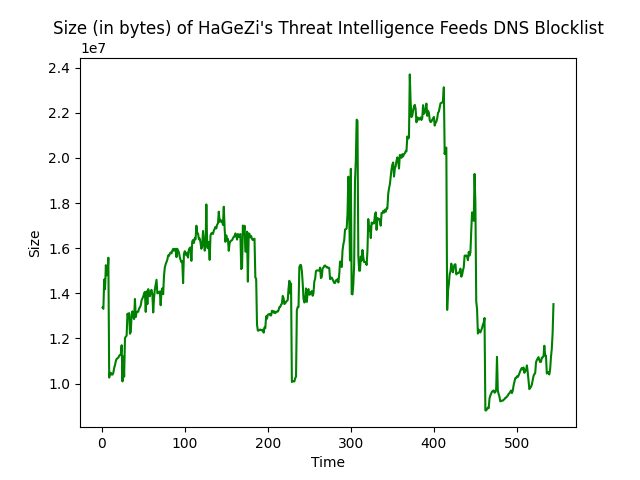 Size (in bytes) of HaGeZi's Threat Intelligence Feeds DNS Blocklist
1e7
2.4
2.2
2.0
1.8
1.6
1.4
1.2
1.0
Size
0 100 200 300 400 500
Time